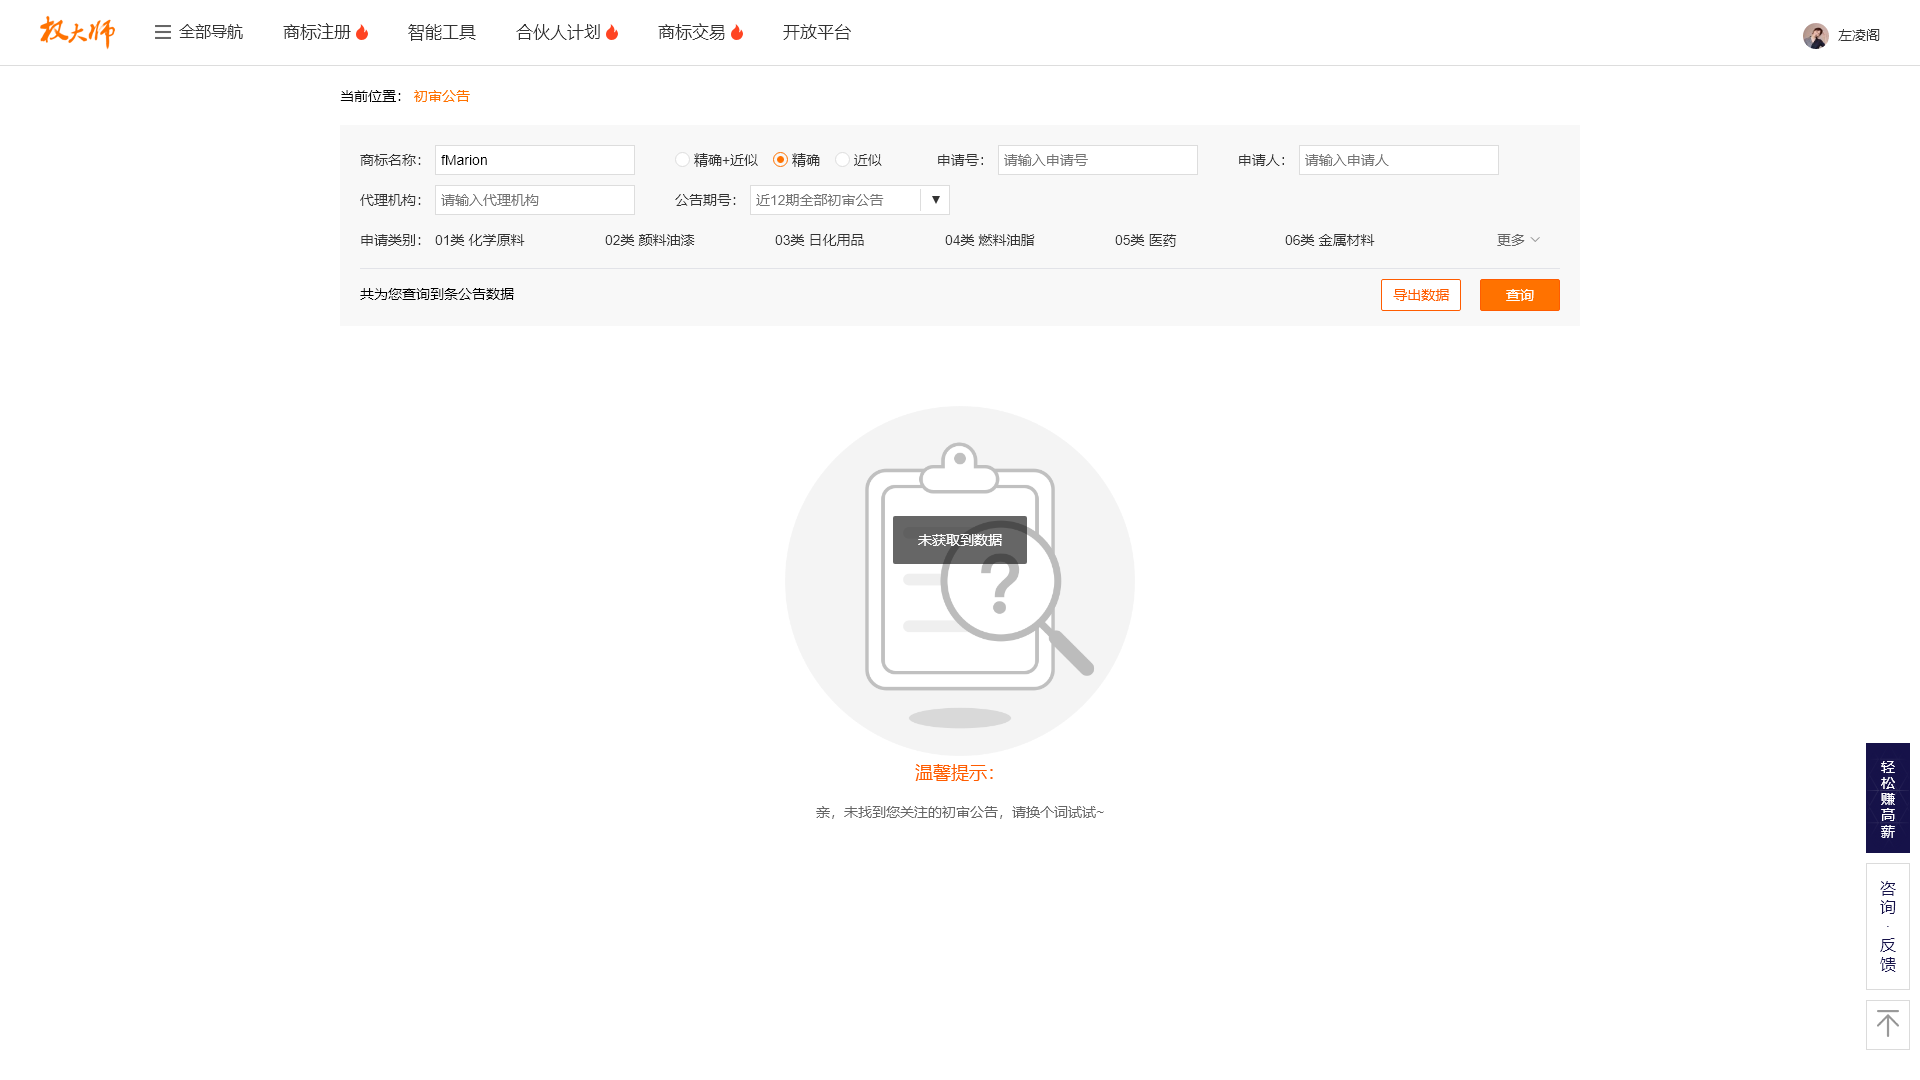 权大师 全部导航 商标注册 智能工具 合伙人计划 商标交易 开放平台 左凌阁
当前位置： 初审公告
商标名称： fMarion 精确+近似 精确 近似 申请号： 请输入申请号 申请人： 请输入申请人
代理机构： 请输入代理机构 公告期号： 近12期全部初审公告 ▼
申请类别： 01类 化学原料 02类 颜料油漆 03类 日化用品 04类 燃料油脂 05类 医药 06类 金属材料 更多
共为您查询到条公告数据 导出数据 查询
未获取到数据
?
温馨提示：
亲，未找到您关注的初审公告，请换个词试试~
轻松赚高薪
咨询·反馈